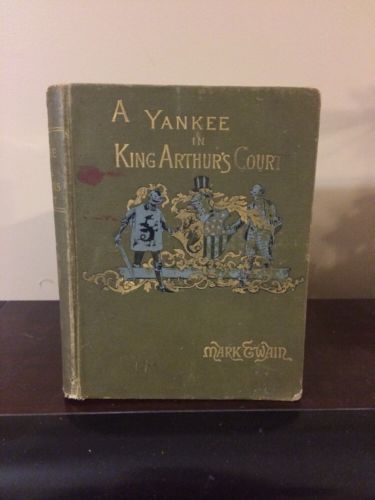 A YANKEE
IN
KING ARTHUR'S COURT
MARK TWAIN